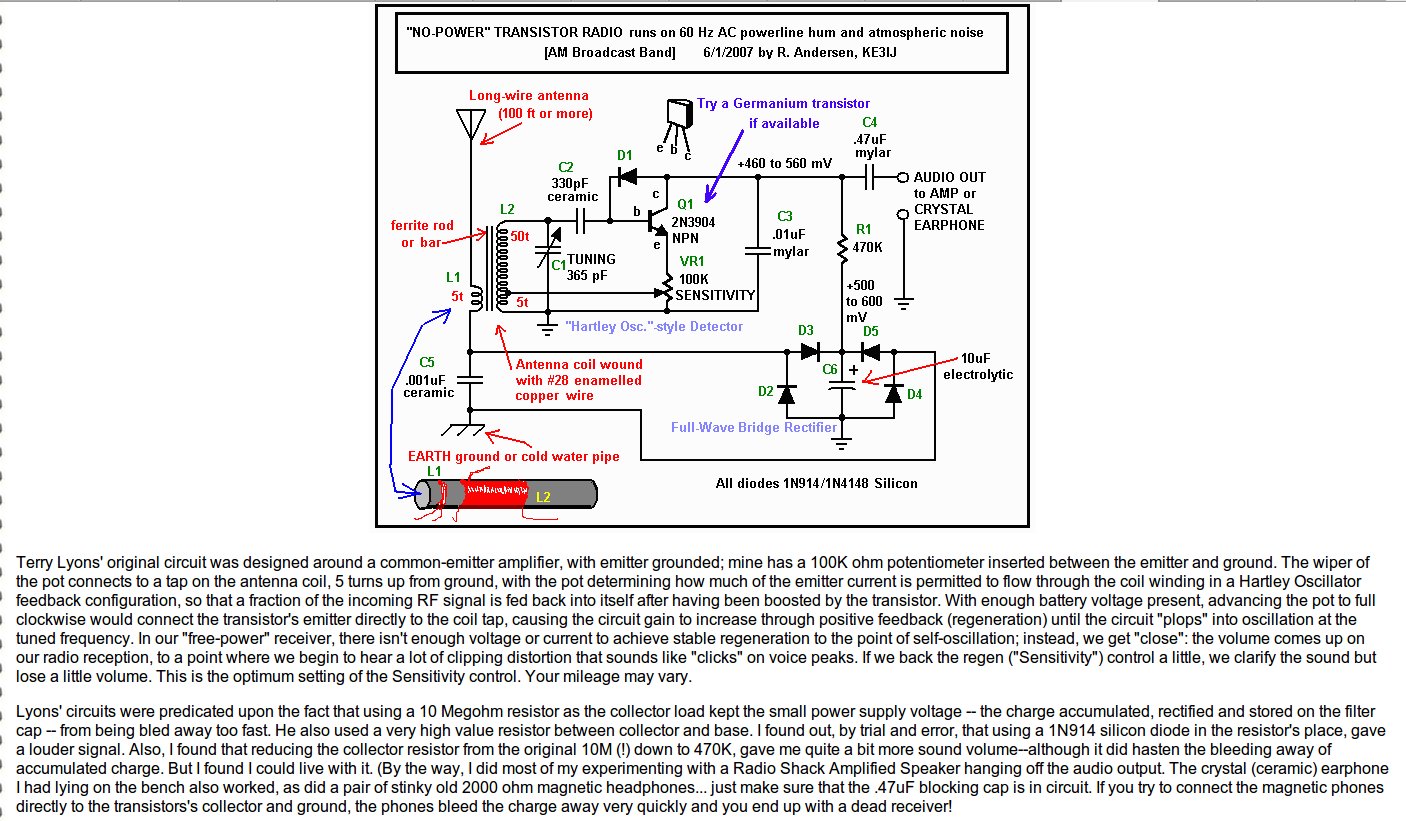 "NO-POWER" TRANSISTOR RADIO runs on 60 Hz AC powerline hum and atmospheric noise
[AM Broadcast Band] 6/1/2007 by R. Andersen, KE3IJ
Long-wire antenna
(100 ft or more)
Try a Germanium transistor
if available
e b c
C4
.47uF
mylar
D1
+460 to 560 mV
C2
330pF
ceramic
AUDIO OUT
to AMP or
CRYSTAL
EARPHONE
c
b
e
Q1
2N3904
NPN
L2
50t
ferrite rod
or bar
C3
.01uF
mylar
R1
470K
C1
TUNING
365 pF
VR1
100K
SENSITIVITY
L1
5t
5t
+500
to 600
mV
"Hartley Osc."-style Detector
D3
D5
C5
.001uF
ceramic
Antenna coil wound
with #28 enamelled
copper wire
C6
+
10uF
electrolytic
D2
D4
Full-Wave Bridge Rectifier
EARTH ground or cold water pipe
L1
L2
All diodes 1N914/1N4148 Silicon
Terry Lyons' original circuit was designed around a common-emitter amplifier, with emitter grounded; mine has a 100K ohm potentiometer inserted between the emitter and ground. The wiper of
the pot connects to a tap on the antenna coil, 5 turns up from ground, with the pot determining how much of the emitter current is permitted to flow through the coil winding in a Hartley Oscillator
feedback configuration, so that a fraction of the incoming RF signal is fed back into itself after having been boosted by the transistor. With enough battery voltage present, advancing the pot to full
clockwise would connect the transistor's emitter directly to the coil tap, causing the circuit gain to increase through positive feedback (regeneration) until the circuit "plops" into oscillation at the
tuned frequency. In our "free-power" receiver, there isn't enough voltage or current to achieve stable regeneration to the point of self-oscillation; instead, we get "close": the volume comes up on
our radio reception, to a point where we begin to hear a lot of clipping distortion that sounds like "clicks" on voice peaks. If we back the regen ("Sensitivity") control a little, we clarify the sound but
lose a little volume. This is the optimum setting of the Sensitivity control. Your mileage may vary.
Lyons' circuits were predicated upon the fact that using a 10 Megohm resistor as the collector load kept the small power supply voltage -- the charge accumulated, rectified and stored on the filter
cap -- from being bled away too fast. He also used a very high value resistor between collector and base. I found out, by trial and error, that using a 1N914 silicon diode in the resistor's place, gave
a louder signal. Also, I found that reducing the collector resistor from the original 10M (!) down to 470K, gave me quite a bit more sound volume--although it did hasten the bleeding away of
accumulated charge. But I found I could live with it. (By the way, I did most of my experimenting with a Radio Shack Amplified Speaker hanging off the audio output. The crystal (ceramic) earphone
I had lying on the bench also worked, as did a pair of stinky old 2000 ohm magnetic headphones... just make sure that the .47uF blocking cap is in circuit. If you try to connect the magnetic phones
directly to the transistors's collector and ground, the phones bleed the charge away very quickly and you end up with a dead receiver!